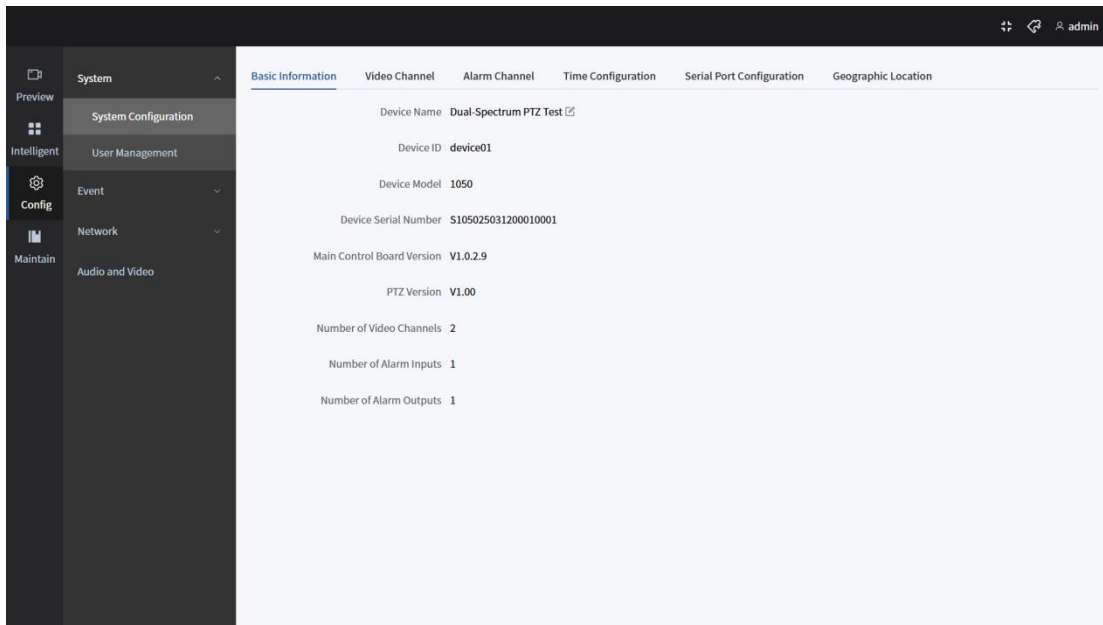 admin
Preview
Intelligent
Config
Maintain
System
System Configuration
User Management
Event
Network
Audio and Video
Basic Information Video Channel Alarm Channel Time Configuration Serial Port Configuration Geographic Location
Device Name Dual-Spectrum PTZ Test
Device ID device01
Device Model 1050
Device Serial Number S105025031200010001
Main Control Board Version V1.0.2.9
PTZ Version V1.00
Number of Video Channels 2
Number of Alarm Inputs 1
Number of Alarm Outputs 1